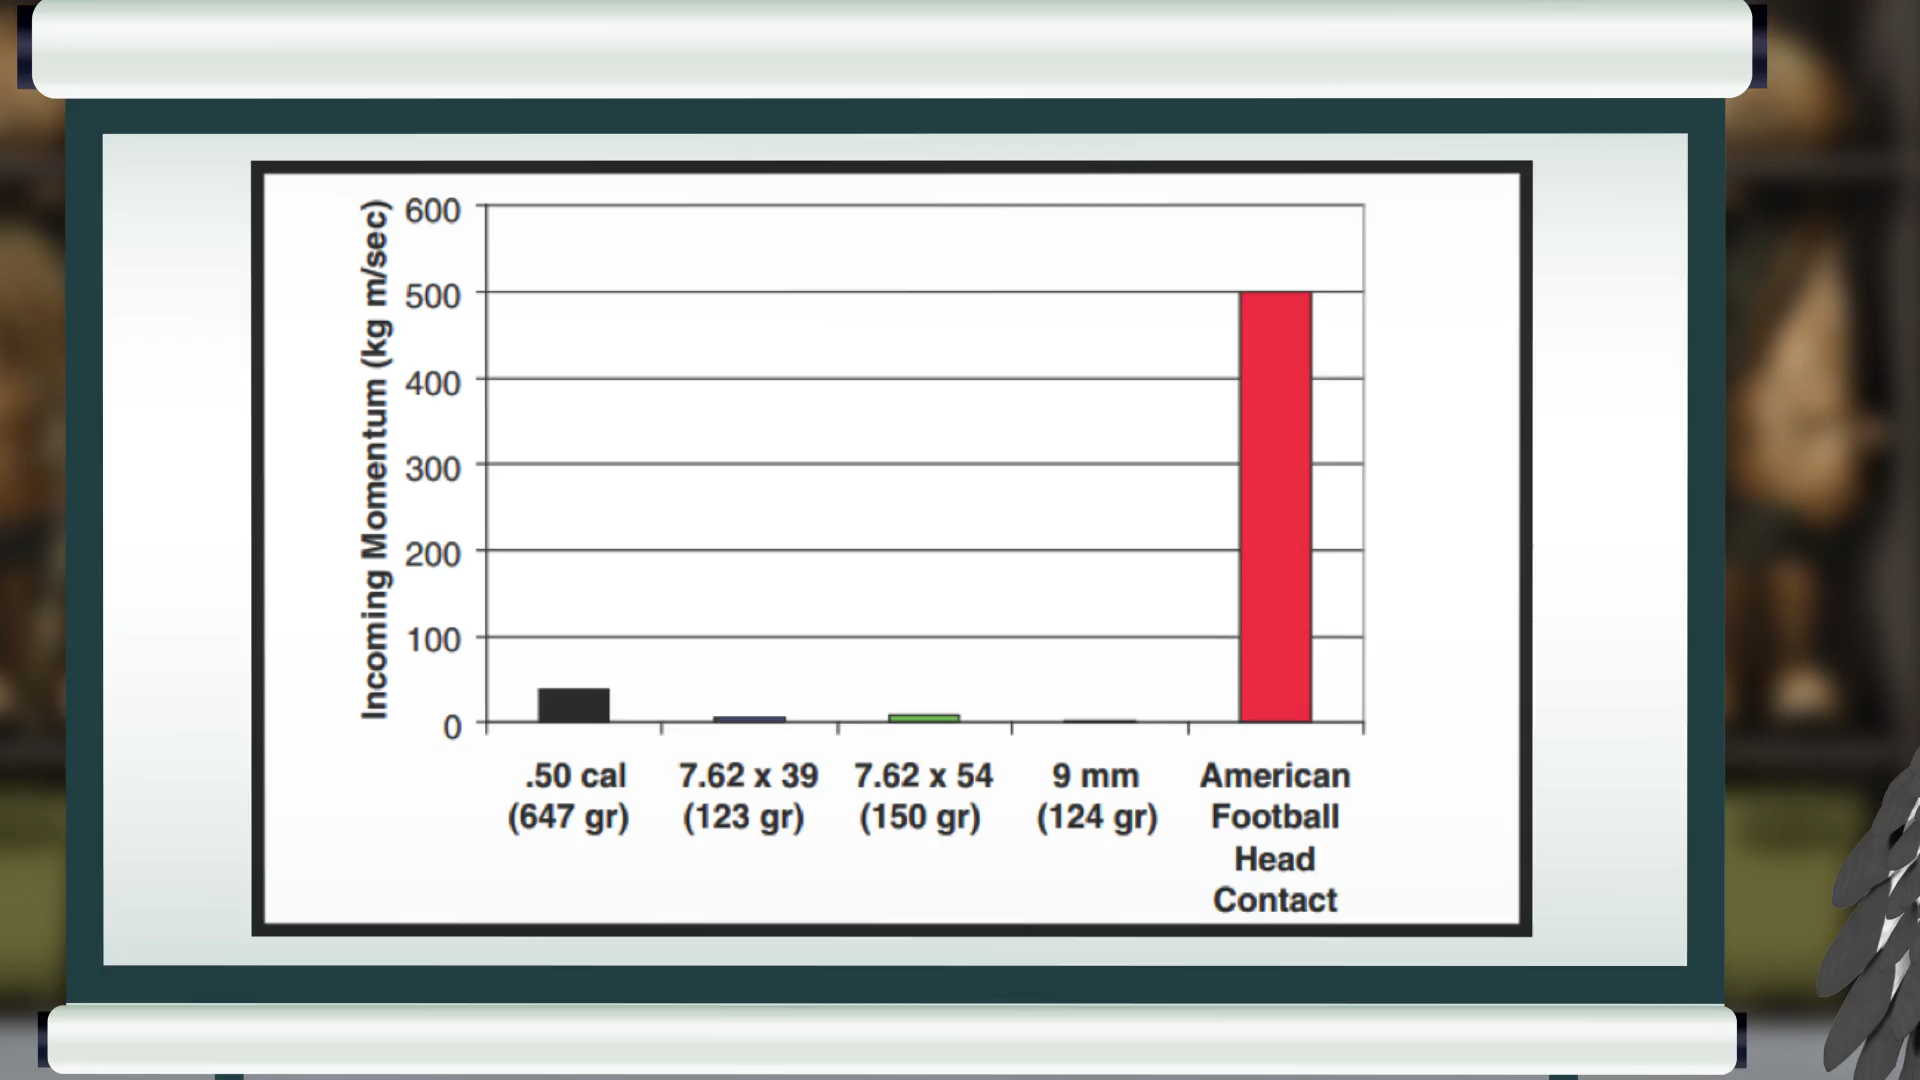 Incoming Momentum (kg m/sec)
600
500
400
300
200
100
0
.50 cal
(647 gr)
7.62 x 39
(123 gr)
7.62 x 54
(150 gr)
9 mm
(124 gr)
American
Football
Head
Contact